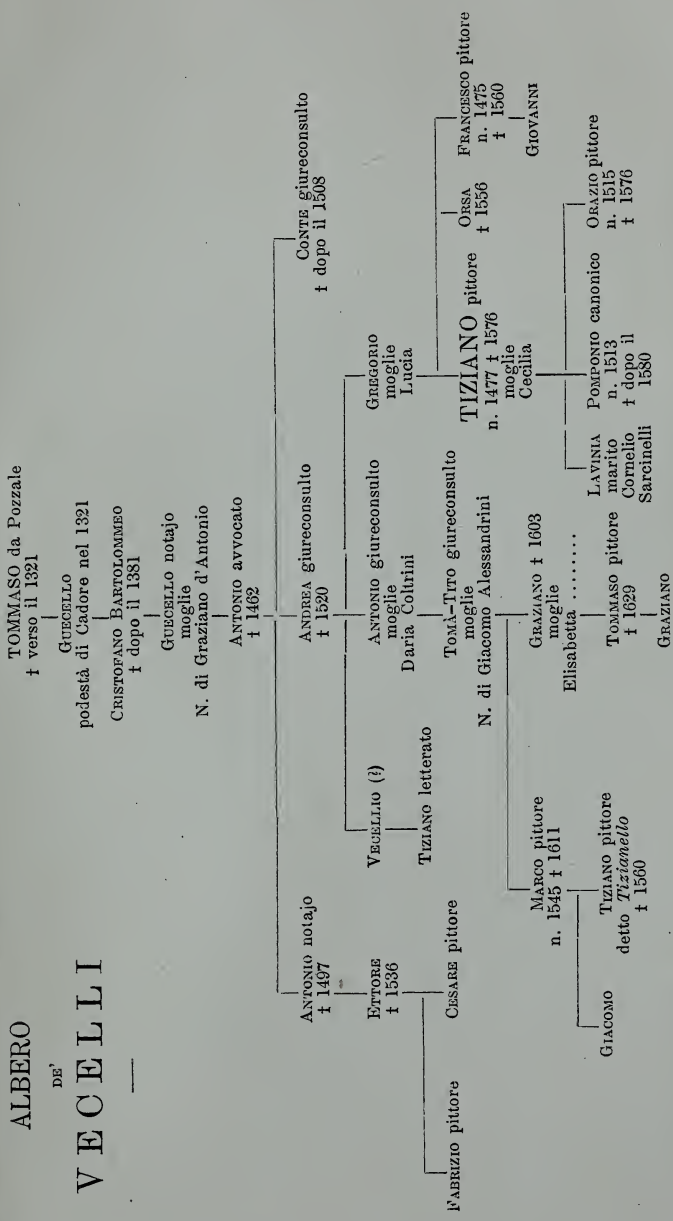 ALBERO
DE'
VECELLI
TOMMASO da Pozzale
† verso il 1321
GUECELLO
podestà di Cadore nel 1321
CRISTOFANO BARTOLOMMEO
† dopo il 1381
GUECELLO notajo
moglie
N. di Graziano d'Antonio
ANTONIO avvocato
† 1462
ANTONIO notajo
† 1497
ANDREA giureconsulto
† 1520
CONTE giureconsulto
† dopo il 1508
ETTORE
† 1536
VECELLIO (?)
ANTONIO giureconsulto
moglie
Daria Coltrini
GREGORIO
moglie
Lucia
FABRIZIO pittore
CESARE pittore
TIZIANO letterato
TOMÀ-TITO giureconsulto
moglie
N. di Giacomo Alessandrini
TIZIANO pittore
n. 1477 † 1576
moglie
Cecilia
ORSA
† 1556
FRANCESCO pittore
n. 1475
† 1560
GIOVANNI
MARCO pittore
n. 1545 † 1611
GRAZIANO † 1603
moglie
Elisabetta ........
LAVINIA
marito
Cornelio
Sarcinelli
POMPONIO canonico
n. 1513
† dopo il
1580
ORAZIO pittore
n. 1515
† 1576
GIACOMO
TIZIANO pittore
detto Tizianello
† 1560
TOMMASO pittore
† 1629
GRAZIANO